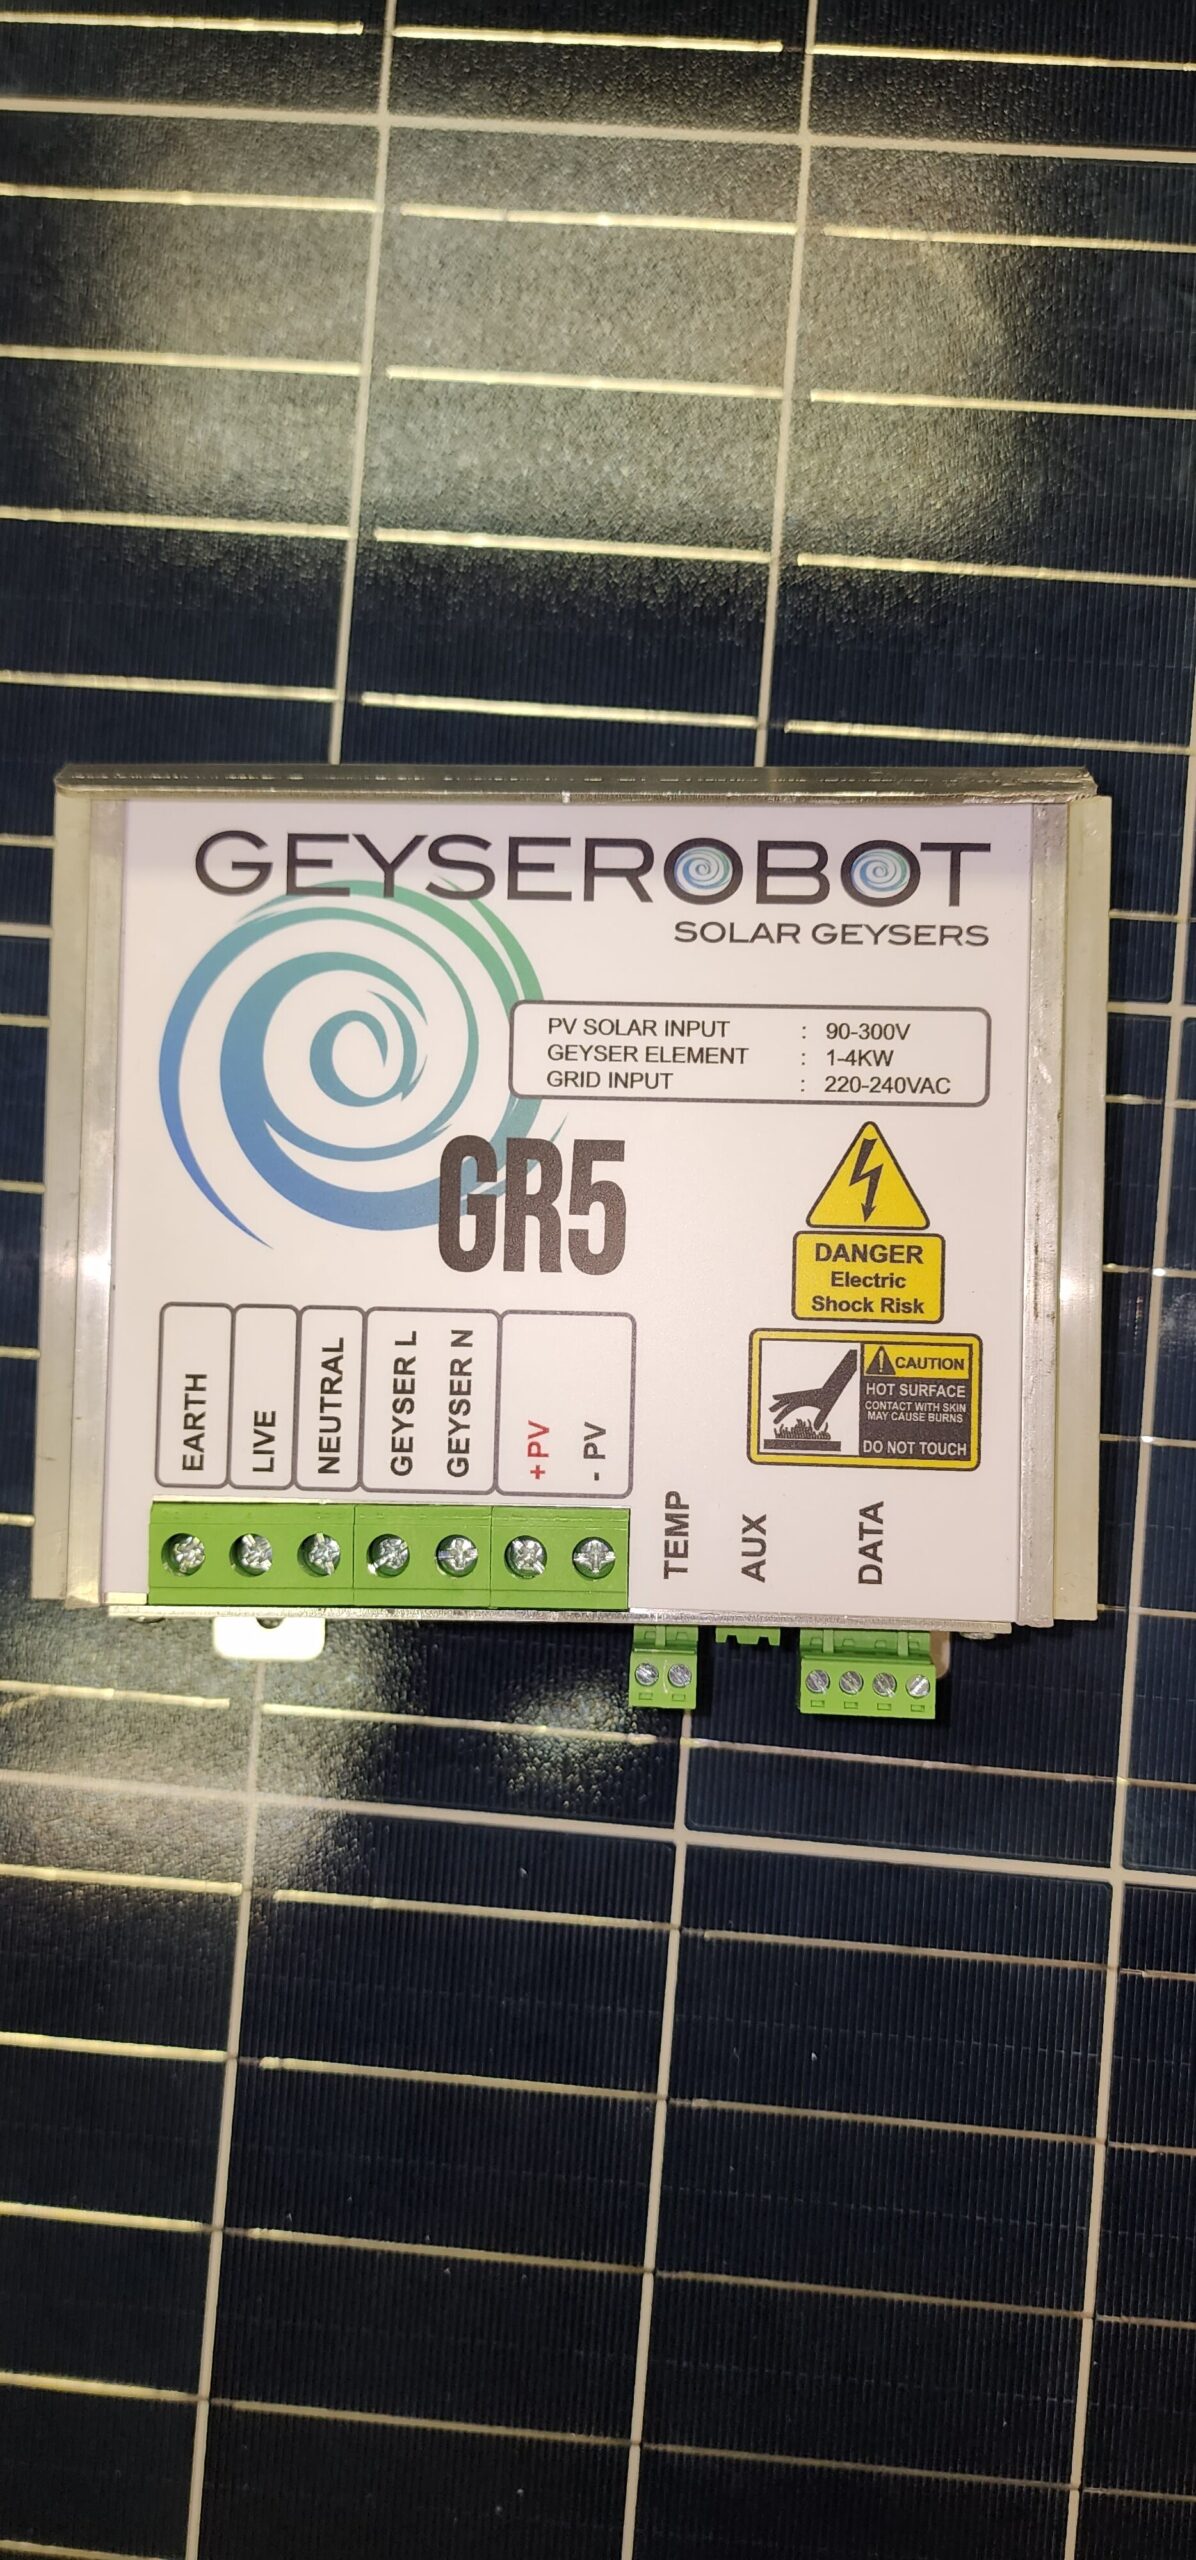 GEYSEROBOT
SOLAR GEYSERS
PV SOLAR INPUT : 90-300V
GEYSER ELEMENT : 1-4KW
GRID INPUT : 220-240VAC
GR5
DANGER
Electric
Shock Risk
CAUTION
HOT SURFACE
CONTACT WITH SKIN
MAY CAUSE BURNS
DO NOT TOUCH
EARTH
LIVE
NEUTRAL
GEYSER L
GEYSER N
+PV
- PV
TEMP
AUX
DATA